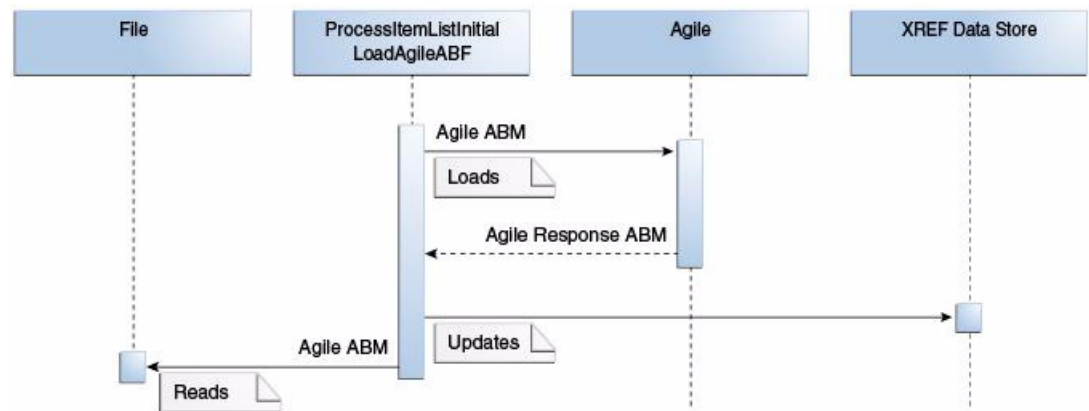 File
ProcessItemListInitial
LoadAgileABF
Agile
XREF Data Store
Agile ABM
Loads
Agile Response ABM
Updates
Agile ABM
Reads